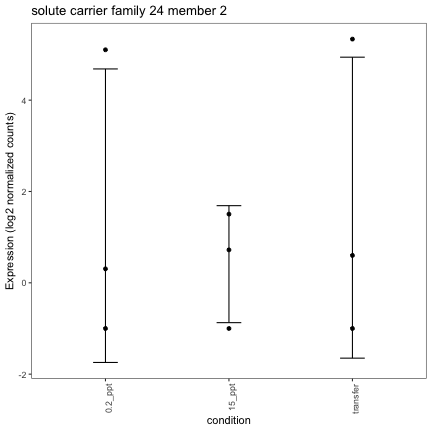 solute carrier family 24 member 2
Expression (log2 normalized counts)
4
2
0
-2
0.2_ppt
15_ppt
transfer
condition